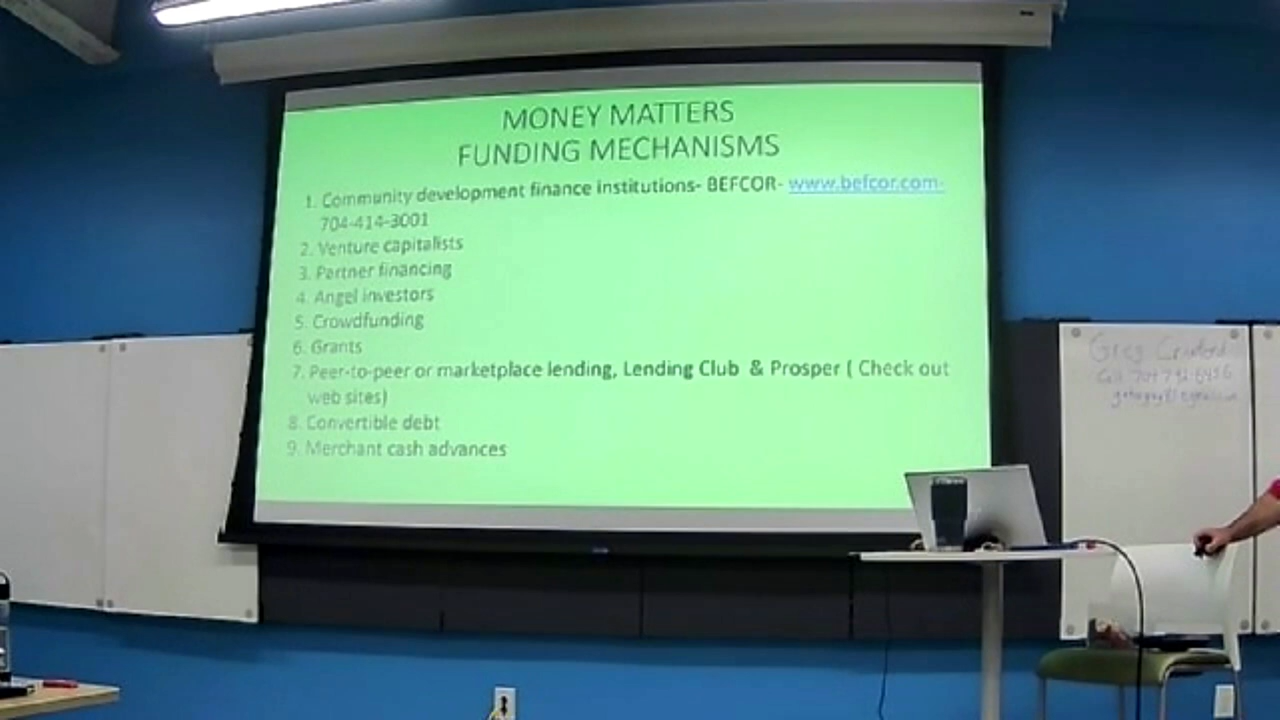 MONEY MATTERS
FUNDING MECHANISMS
1. Community development finance institutions- BEFCOR- www.befcor.com-
704-414-3001
2. Venture capitalists
3. Partner financing
4. Angel investors
5. Crowdfunding
6. Grants
7. Peer-to-peer or marketplace lending, Lending Club & Prosper ( Check out
web sites)
8. Convertible debt
9. Merchant cash advances
Greg